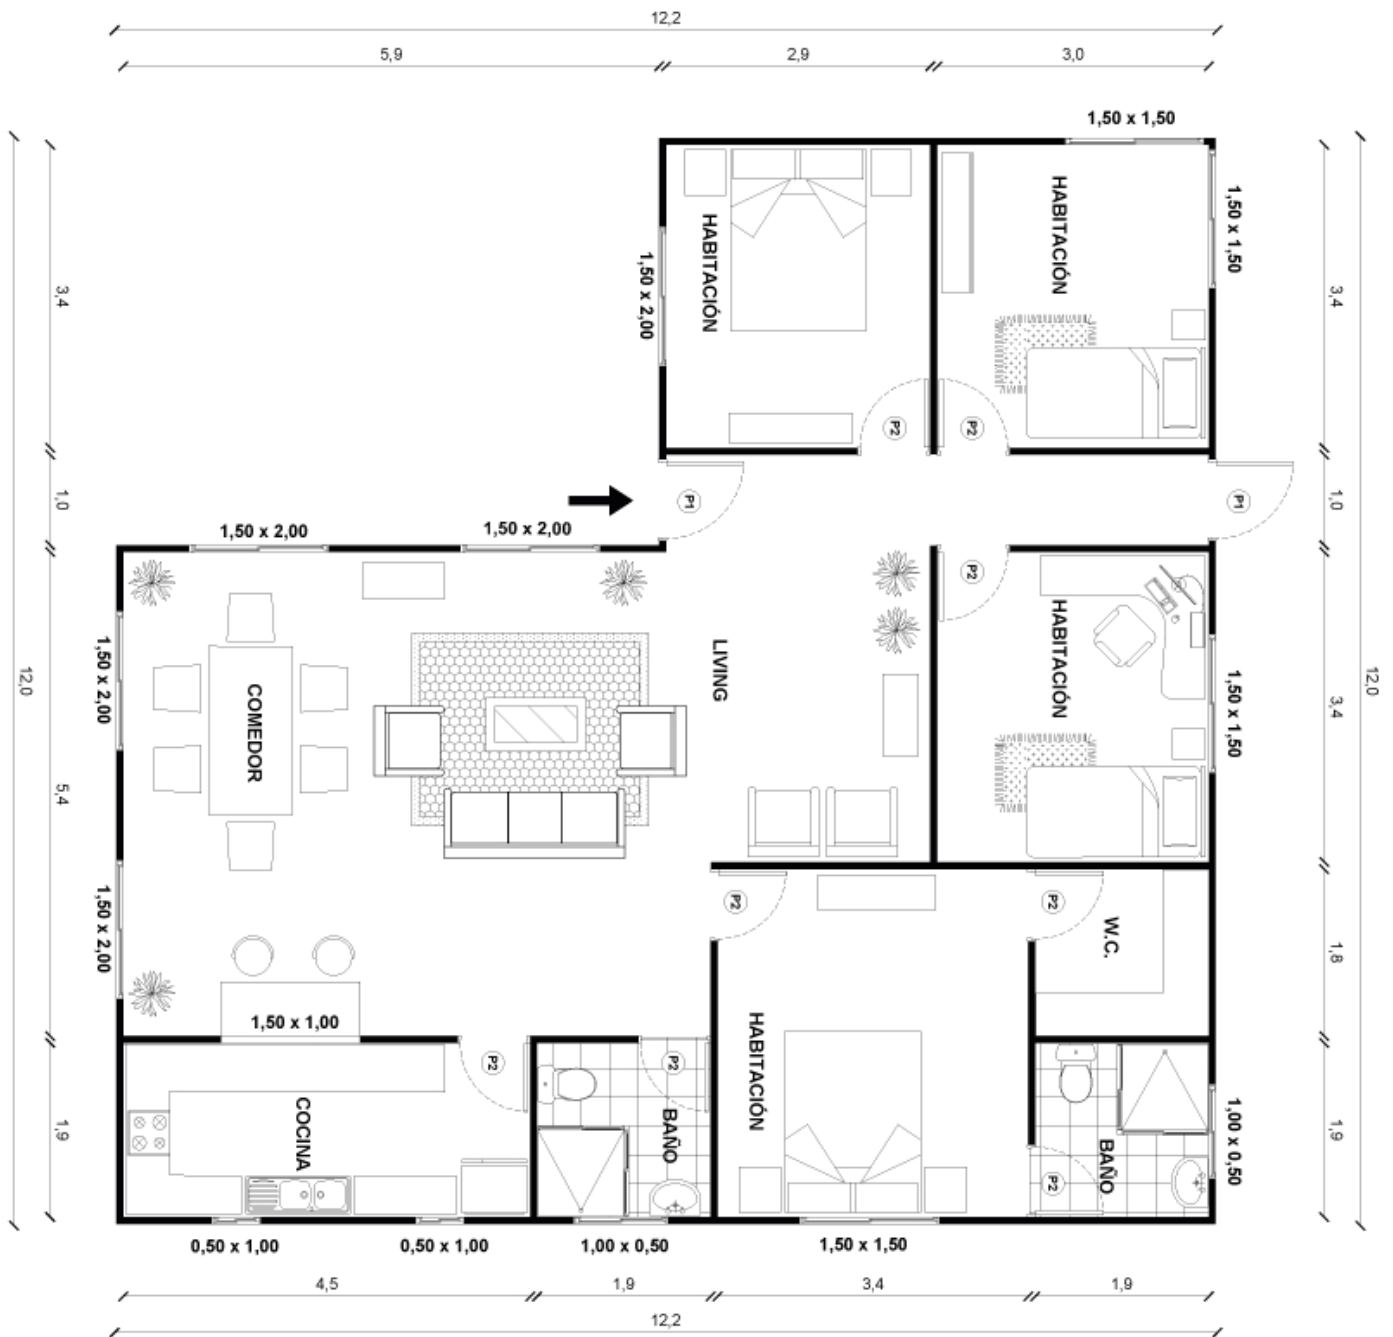 12,2
5,9
2,9
3,0
1,50 x 1,50
HABITACIÓN
HABITACIÓN
1,50 x 1,50
1,50 x 2,00
3,4
3,4
P2
P2
1,0
P1
P1
1,0
1,50 x 2,00
1,50 x 2,00
P2
12,0
12,0
1,50 x 2,00
COMEDOR
LIVING
HABITACIÓN
1,50 x 1,50
3,4
5,4
1,50 x 2,00
P2
P2
W.C.
1,8
1,50 x 1,00
P2
P2
HABITACIÓN
COCINA
BAÑO
P2
BAÑO
1,00 x 0,50
1,9
1,9
0,50 x 1,00
0,50 x 1,00
1,00 x 0,50
1,50 x 1,50
4,5
1,9
3,4
1,9
12,2